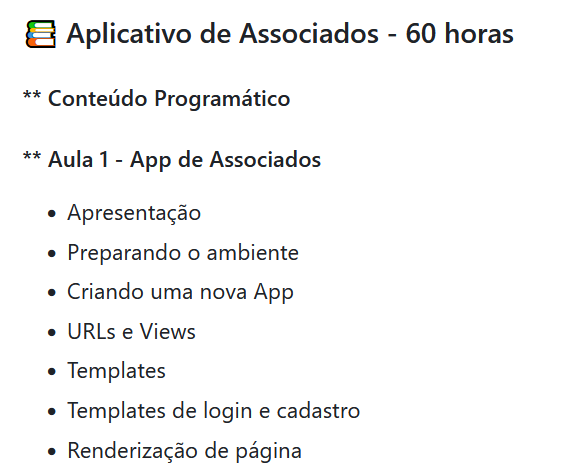 📚 Aplicativo de Associados - 60 horas
** Conteúdo Programático
** Aula 1 - App de Associados
• Apresentação
• Preparando o ambiente
• Criando uma nova App
• URLs e Views
• Templates
• Templates de login e cadastro
• Renderização de página